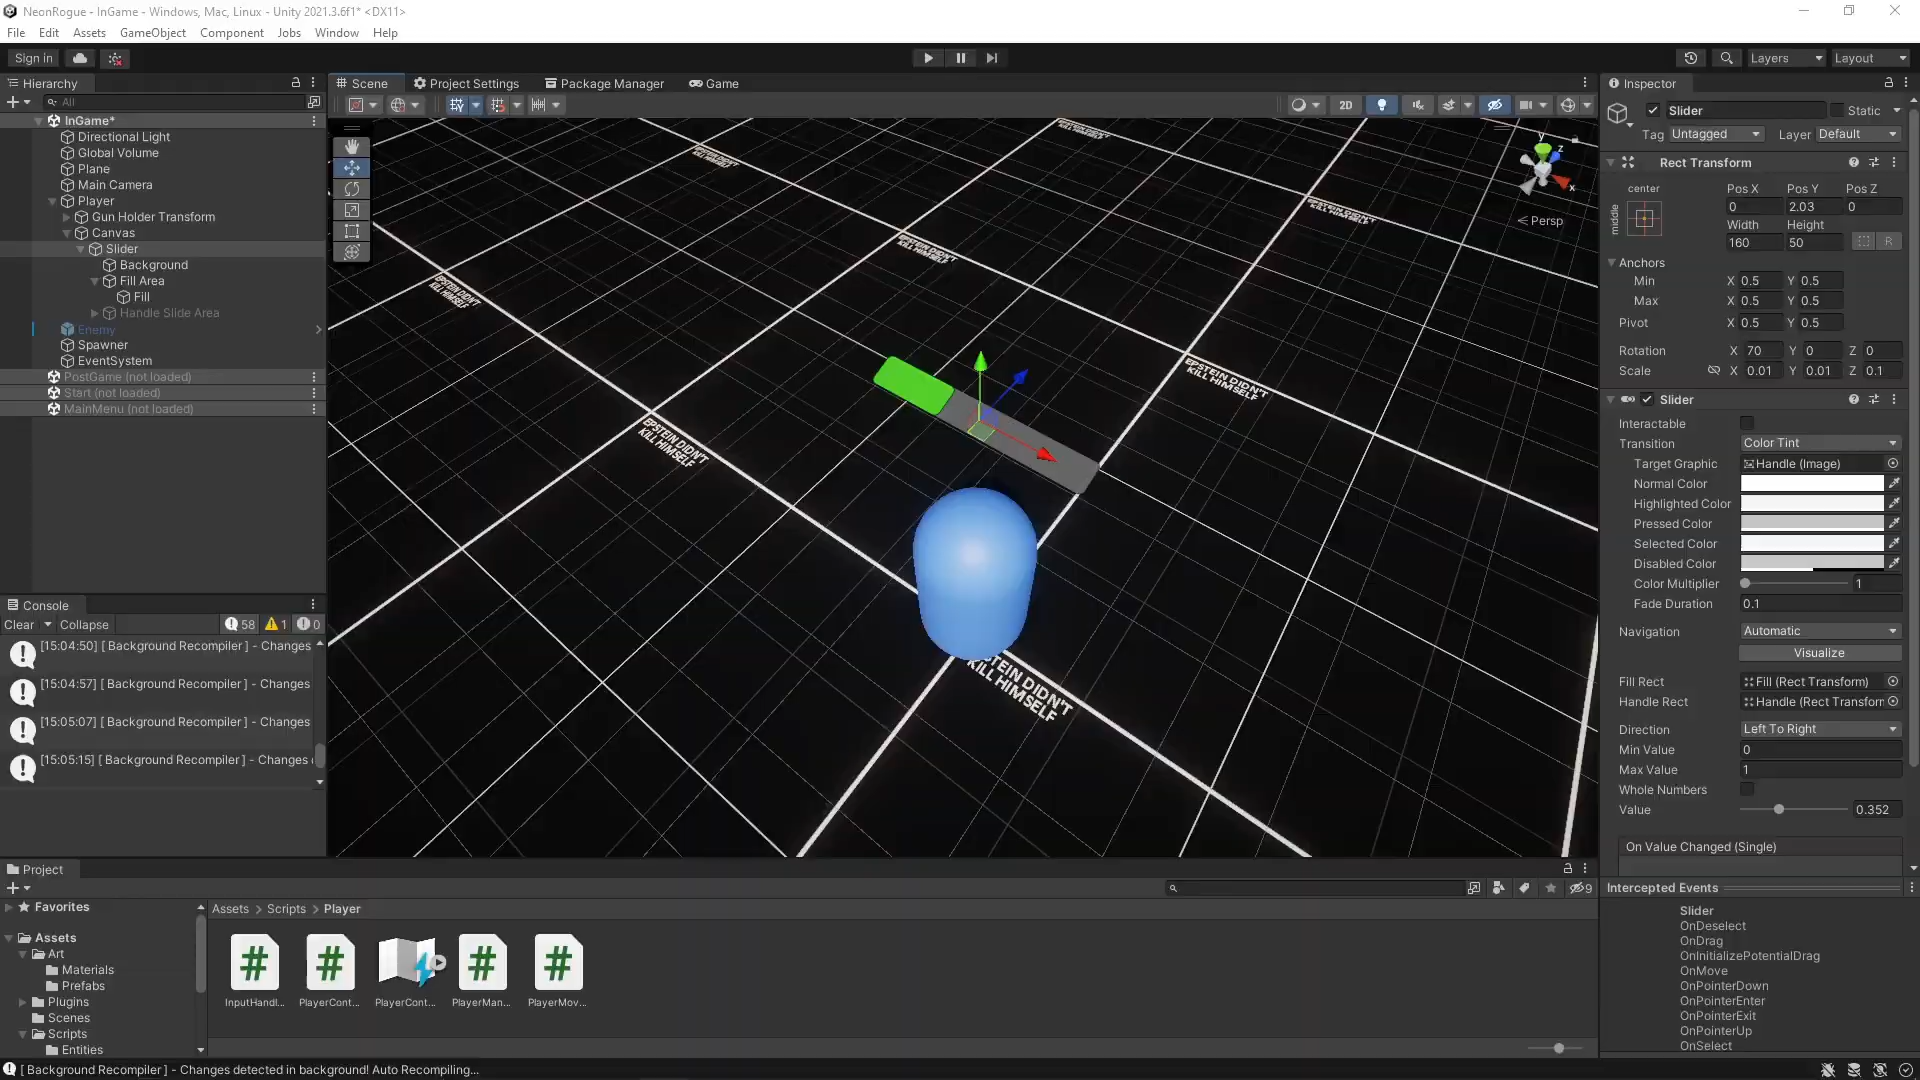 NeonRogue - InGame - Windows, Mac, Linux - Unity 2021.3.6f1* <DX11>
File Edit Assets GameObject Component Jobs Window Help
Sign in
Layers
Layout
Hierarchy
All
InGame*
Directional Light
Global Volume
Plane
Main Camera
Player
Gun Holder Transform
Canvas
Slider
Background
Fill Area
Fill
Handle Slide Area
Enemy
Spawner
EventSystem
PostGame (not loaded)
Start (not loaded)
MainMenu (not loaded)
Console
Clear Collapse 58 1 0
[15:04:50] [ Background Recompiler ] - Changes
[15:04:57] [ Background Recompiler ] - Changes
[15:05:07] [ Background Recompiler ] - Changes
[15:05:15] [ Background Recompiler ] - Changes
Scene Project Settings Package Manager Game
2D
y
z
x
< Persp
EPSTEIN DIDN'T
KILL HIMSELF
EPSTEIN DIDN'T
KILL HIMSELF
EPSTEIN DIDN'T
KILL HIMSELF
EPSTEIN DIDN'T
KILL HIMSELF
EPSTEIN DIDN'T
KILL HIMSELF
EPSTEIN DIDN'T
KILL HIMSELF
EPSTEIN DIDN'T
KILL HIMSELF
STEIN DIDN'T
KILL HIMSELF
Inspector
Slider Static
Tag Untagged Layer Default
Rect Transform
center
middle
Pos X Pos Y Pos Z
0 2.03 0
Width Height
160 50
R
Anchors
Min X 0.5 Y 0.5
Max X 0.5 Y 0.5
Pivot X 0.5 Y 0.5
Rotation X 70 Y 0 Z 0
Scale X 0.01 Y 0.01 Z 0.1
Slider
Interactable
Transition Color Tint
Target Graphic Handle (Image)
Normal Color
Highlighted Color
Pressed Color
Selected Color
Disabled Color
Color Multiplier 1
Fade Duration 0.1
Navigation Automatic
Visualize
Fill Rect Fill (Rect Transform)
Handle Rect Handle (Rect Transform
Direction Left To Right
Min Value 0
Max Value 1
Whole Numbers
Value 0.352
On Value Changed (Single)
Intercepted Events
Slider
OnDeselect
OnDrag
OnInitializePotentialDrag
OnMove
OnPointerDown
OnPointerEnter
OnPointerExit
OnPointerUp
OnSelect
Project
9
Favorites
Assets
Art
Materials
Prefabs
Plugins
Scenes
Scripts
Entities
Assets > Scripts > Player
InputHandl... PlayerCont... PlayerCont... PlayerMan... PlayerMov...
[ Background Recompiler ] - Changes detected in background! Auto Recompiling...